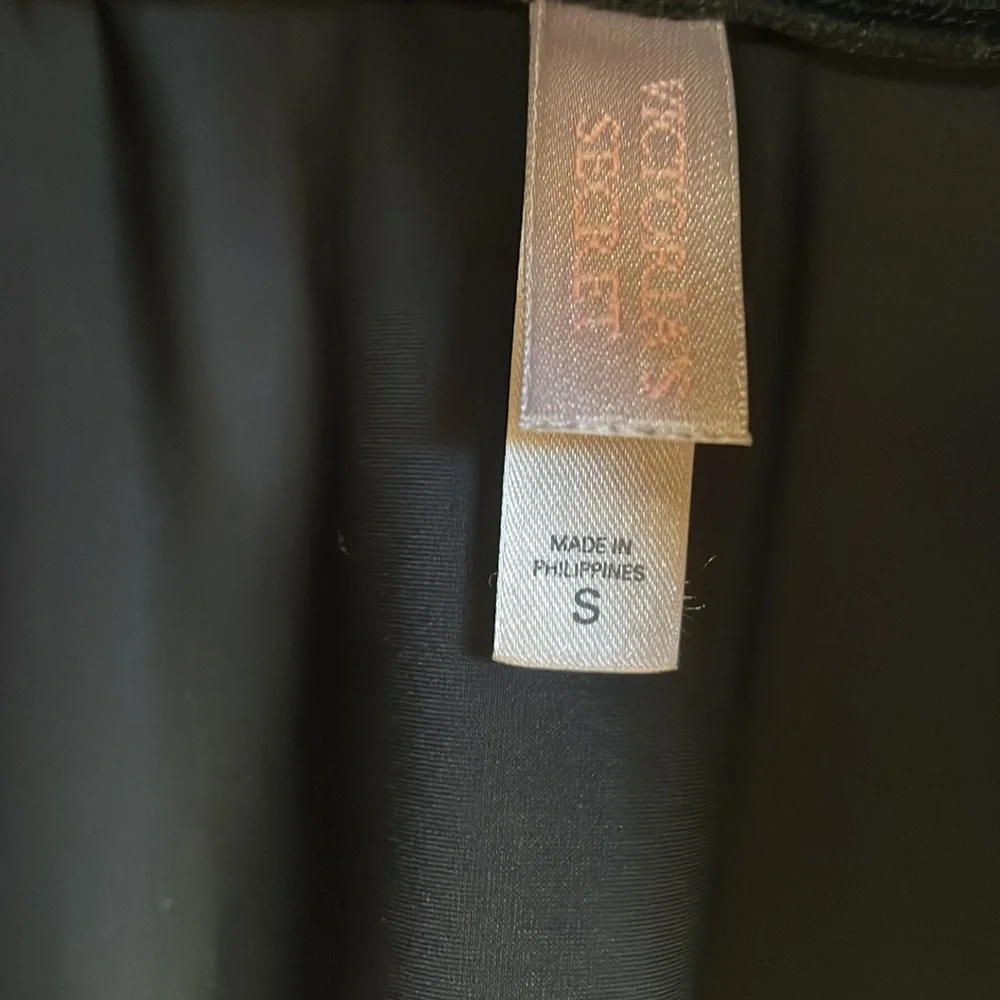 VICTORIA'S
SECRET
MADE IN
PHILIPPINES
S